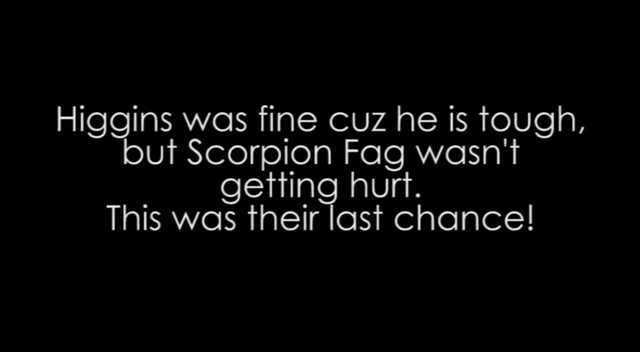 Higgins was fine cuz he is tough,
but Scorpion Fag wasn't
getting hurt.
This was their last chance!